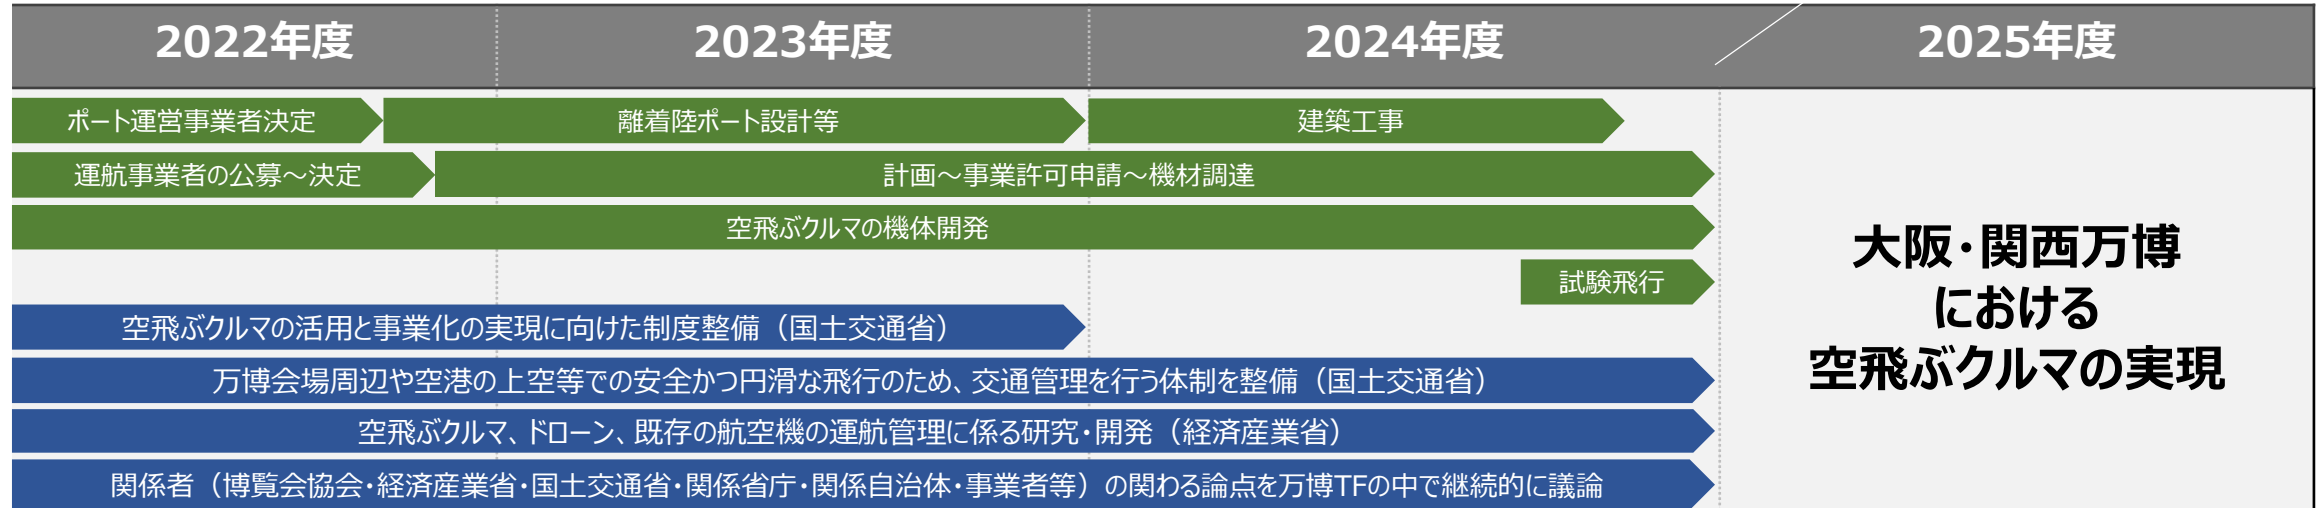 2022年度
2023年度
2024年度
2025年度
ポート運営事業者決定
離着陸ポート設計等
建築工事
運航事業者の公募～決定
計画～事業許可申請～機材調達
空飛ぶクルマの機体開発
試験飛行
空飛ぶクルマの活用と事業化の実現に向けた制度整備（国土交通省）
万博会場周辺や空港の上空等での安全かつ円滑な飛行のため、交通管理を行う体制を整備（国土交通省）
空飛ぶクルマ、ドローン、既存の航空機の運航管理に係る研究・開発（経済産業省）
関係者（博覧会協会・経済産業省・国土交通省・関係省庁・関係自治体・事業者等）の関わる論点を万博TFの中で継続的に議論
大阪・関西万博
における
空飛ぶクルマの実現